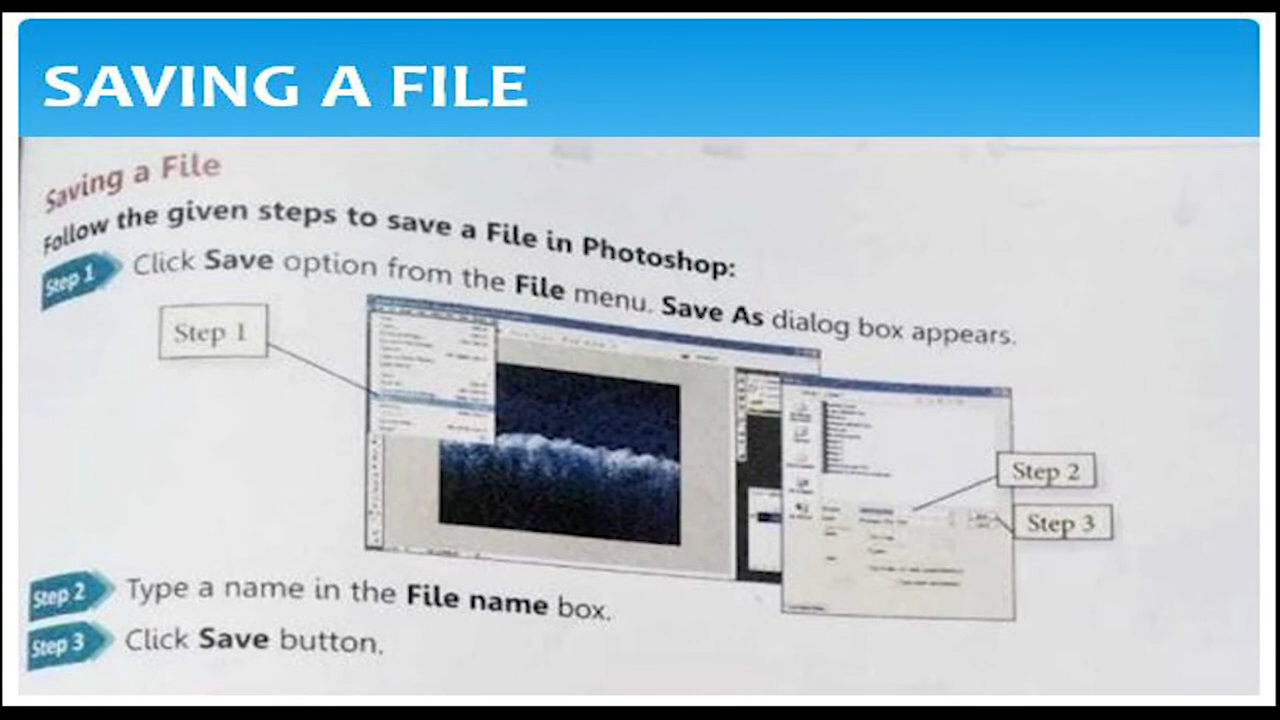 SAVING A FILE
Saving a File
Follow the given steps to save a File in Photoshop:
Step 1 Click Save option from the File menu. Save As dialog box appears.
Step 1
Step 2
Step 3
Step 2 Type a name in the File name box.
Step 3 Click Save button.